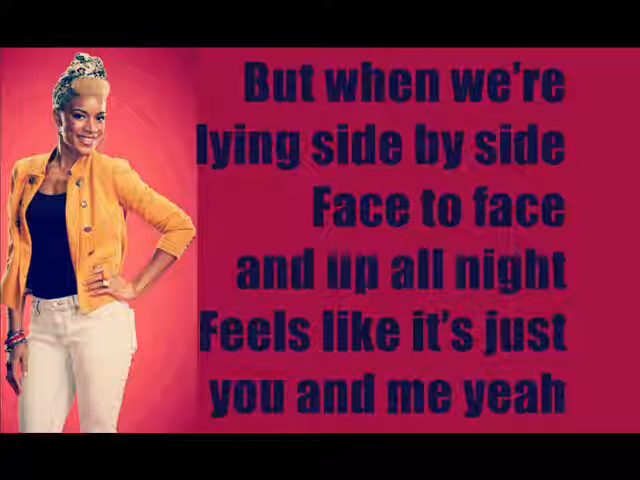 But when we're
lying side by side
Face to face
and up all night
Feels like it's just
you and me yeah